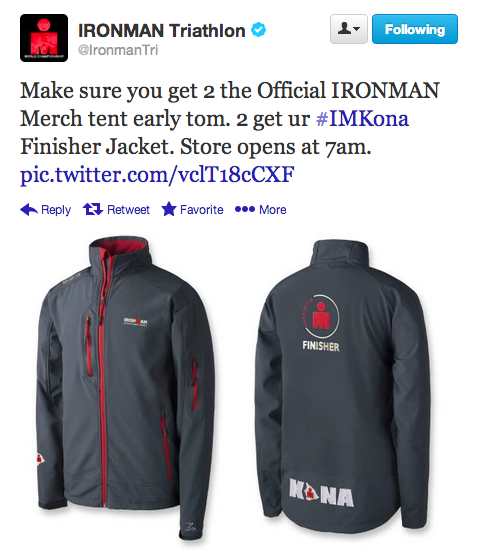 IRONMAN Triathlon
@IronmanTri
Following
Make sure you get 2 the Official IRONMAN
Merch tent early tom. 2 get ur #IMKona
Finisher Jacket. Store opens at 7am.
pic.twitter.com/vclT18cCXF
Reply Retweet Favorite More
IRONMAN
FINISHER
KONA